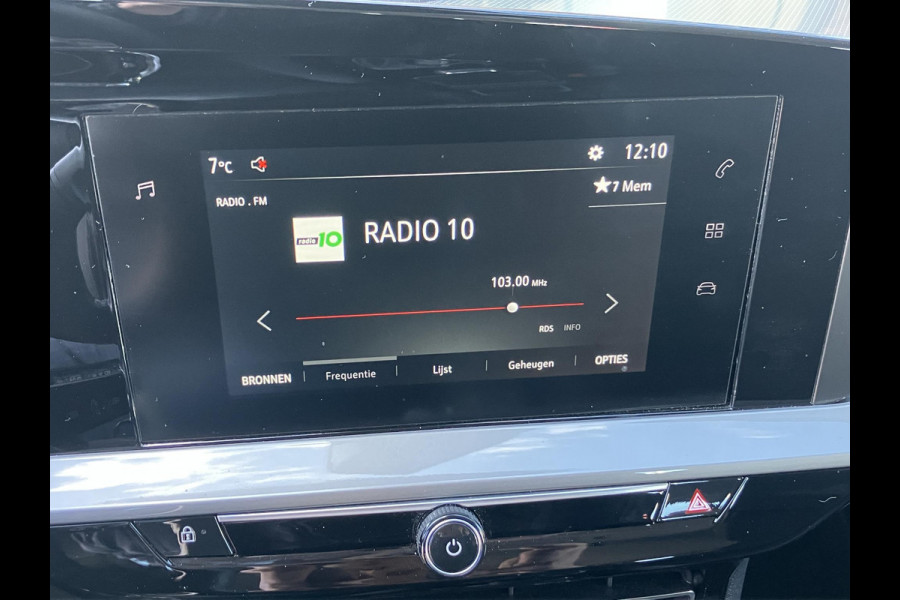 7°C 12:10
RADIO . FM ★7 Mem
radio 10 RADIO 10
103.00 MHz
RDS INFO
BRONNEN Frequentie Lijst Geheugen OPTIES